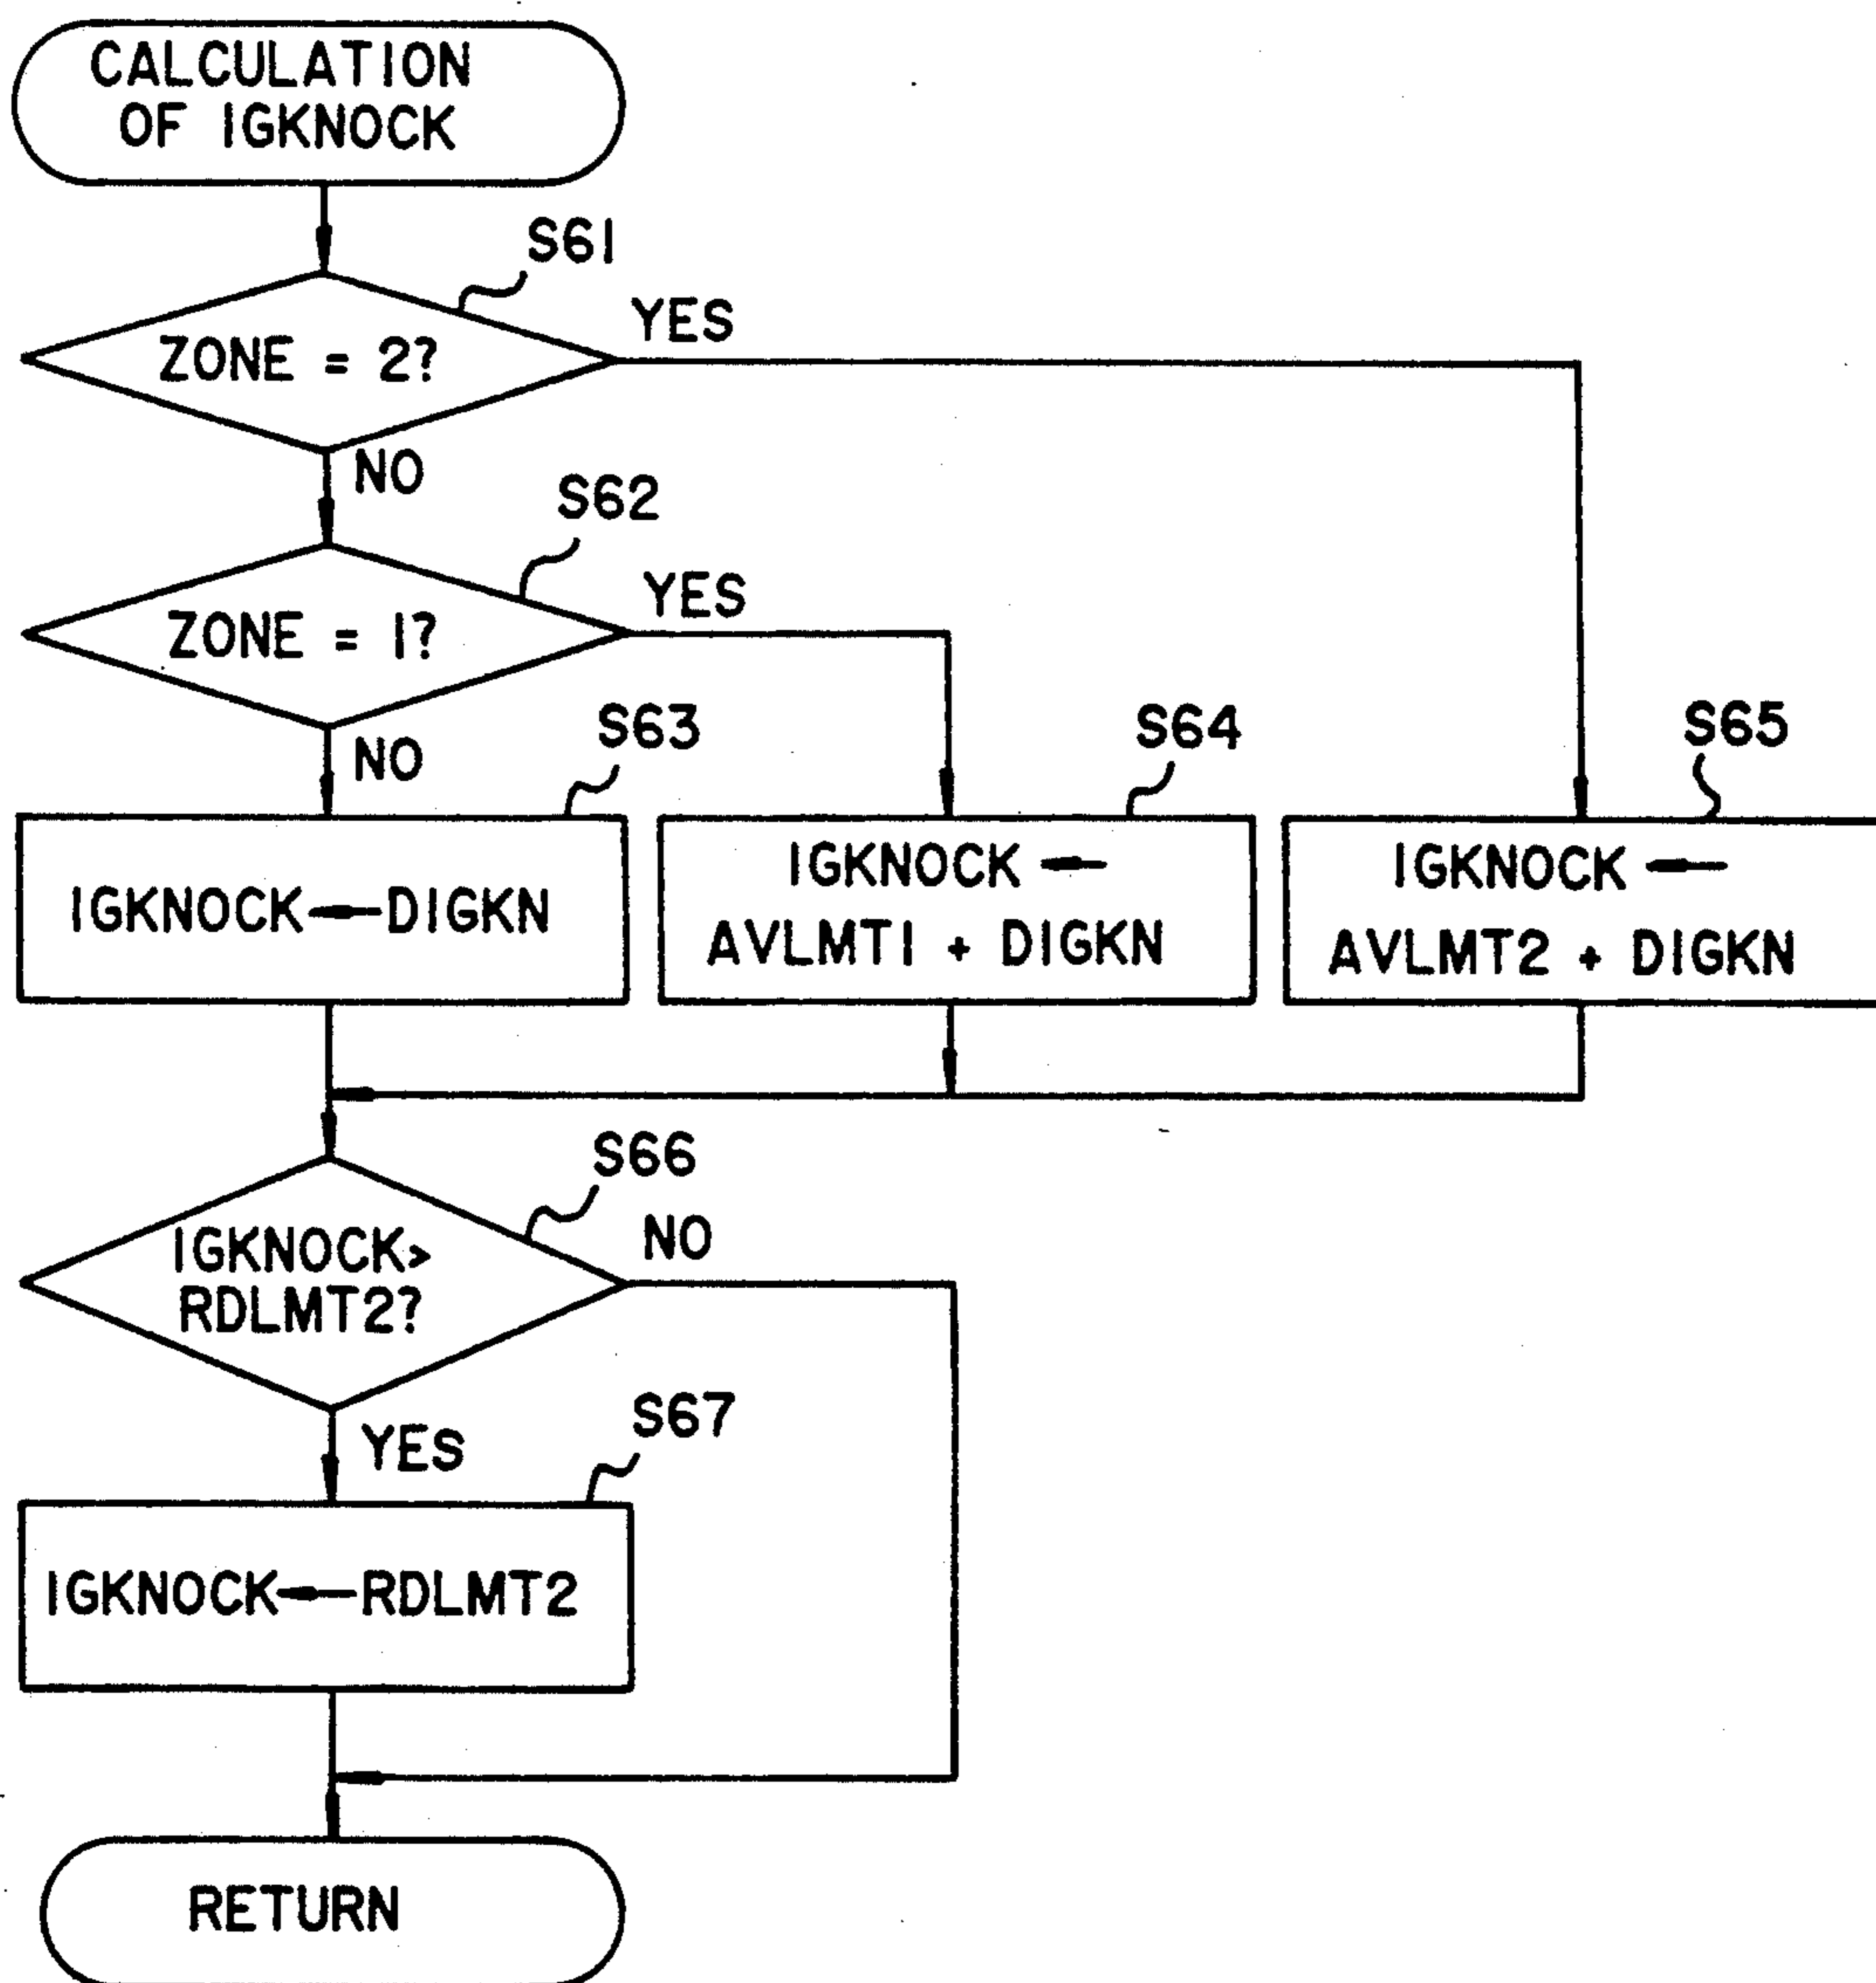 CALCULATION
OF IGKNOCK
S61
ZONE = 2?
YES
NO
S62
ZONE = 1?
YES
NO
S63
IGKNOCK←DIGKN
S64
IGKNOCK ←
AVLMT1 + DIGKN
S65
IGKNOCK ←
AVLMT2 + DIGKN
S66
IGKNOCK>
RDLMT2?
NO
YES
S67
IGKNOCK←RDLMT2
RETURN